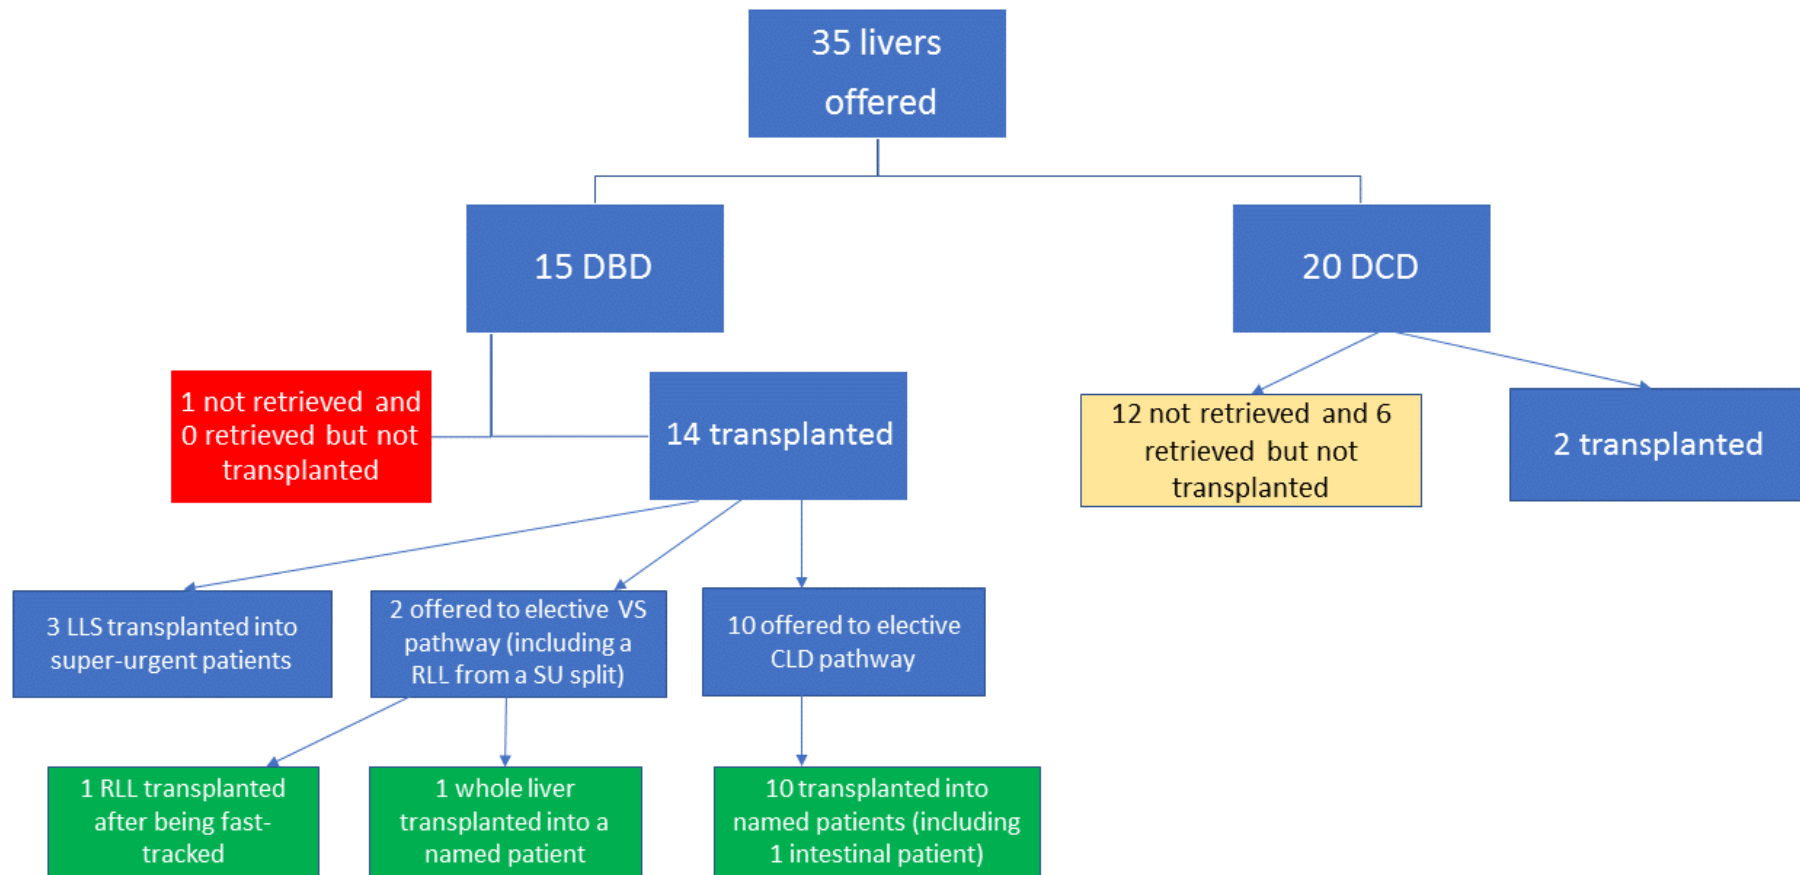 35 livers
offered
15 DBD
20 DCD
1 not retrieved and
0 retrieved but not
transplanted
14 transplanted
12 not retrieved and 6
retrieved but not
transplanted
2 transplanted
3 LLS transplanted into
super-urgent patients
2 offered to elective VS
pathway (including a
RLL from a SU split)
10 offered to elective
CLD pathway
1 RLL transplanted
after being fast-
tracked
1 whole liver
transplanted into a
named patient
10 transplanted into
named patients (including
1 intestinal patient)